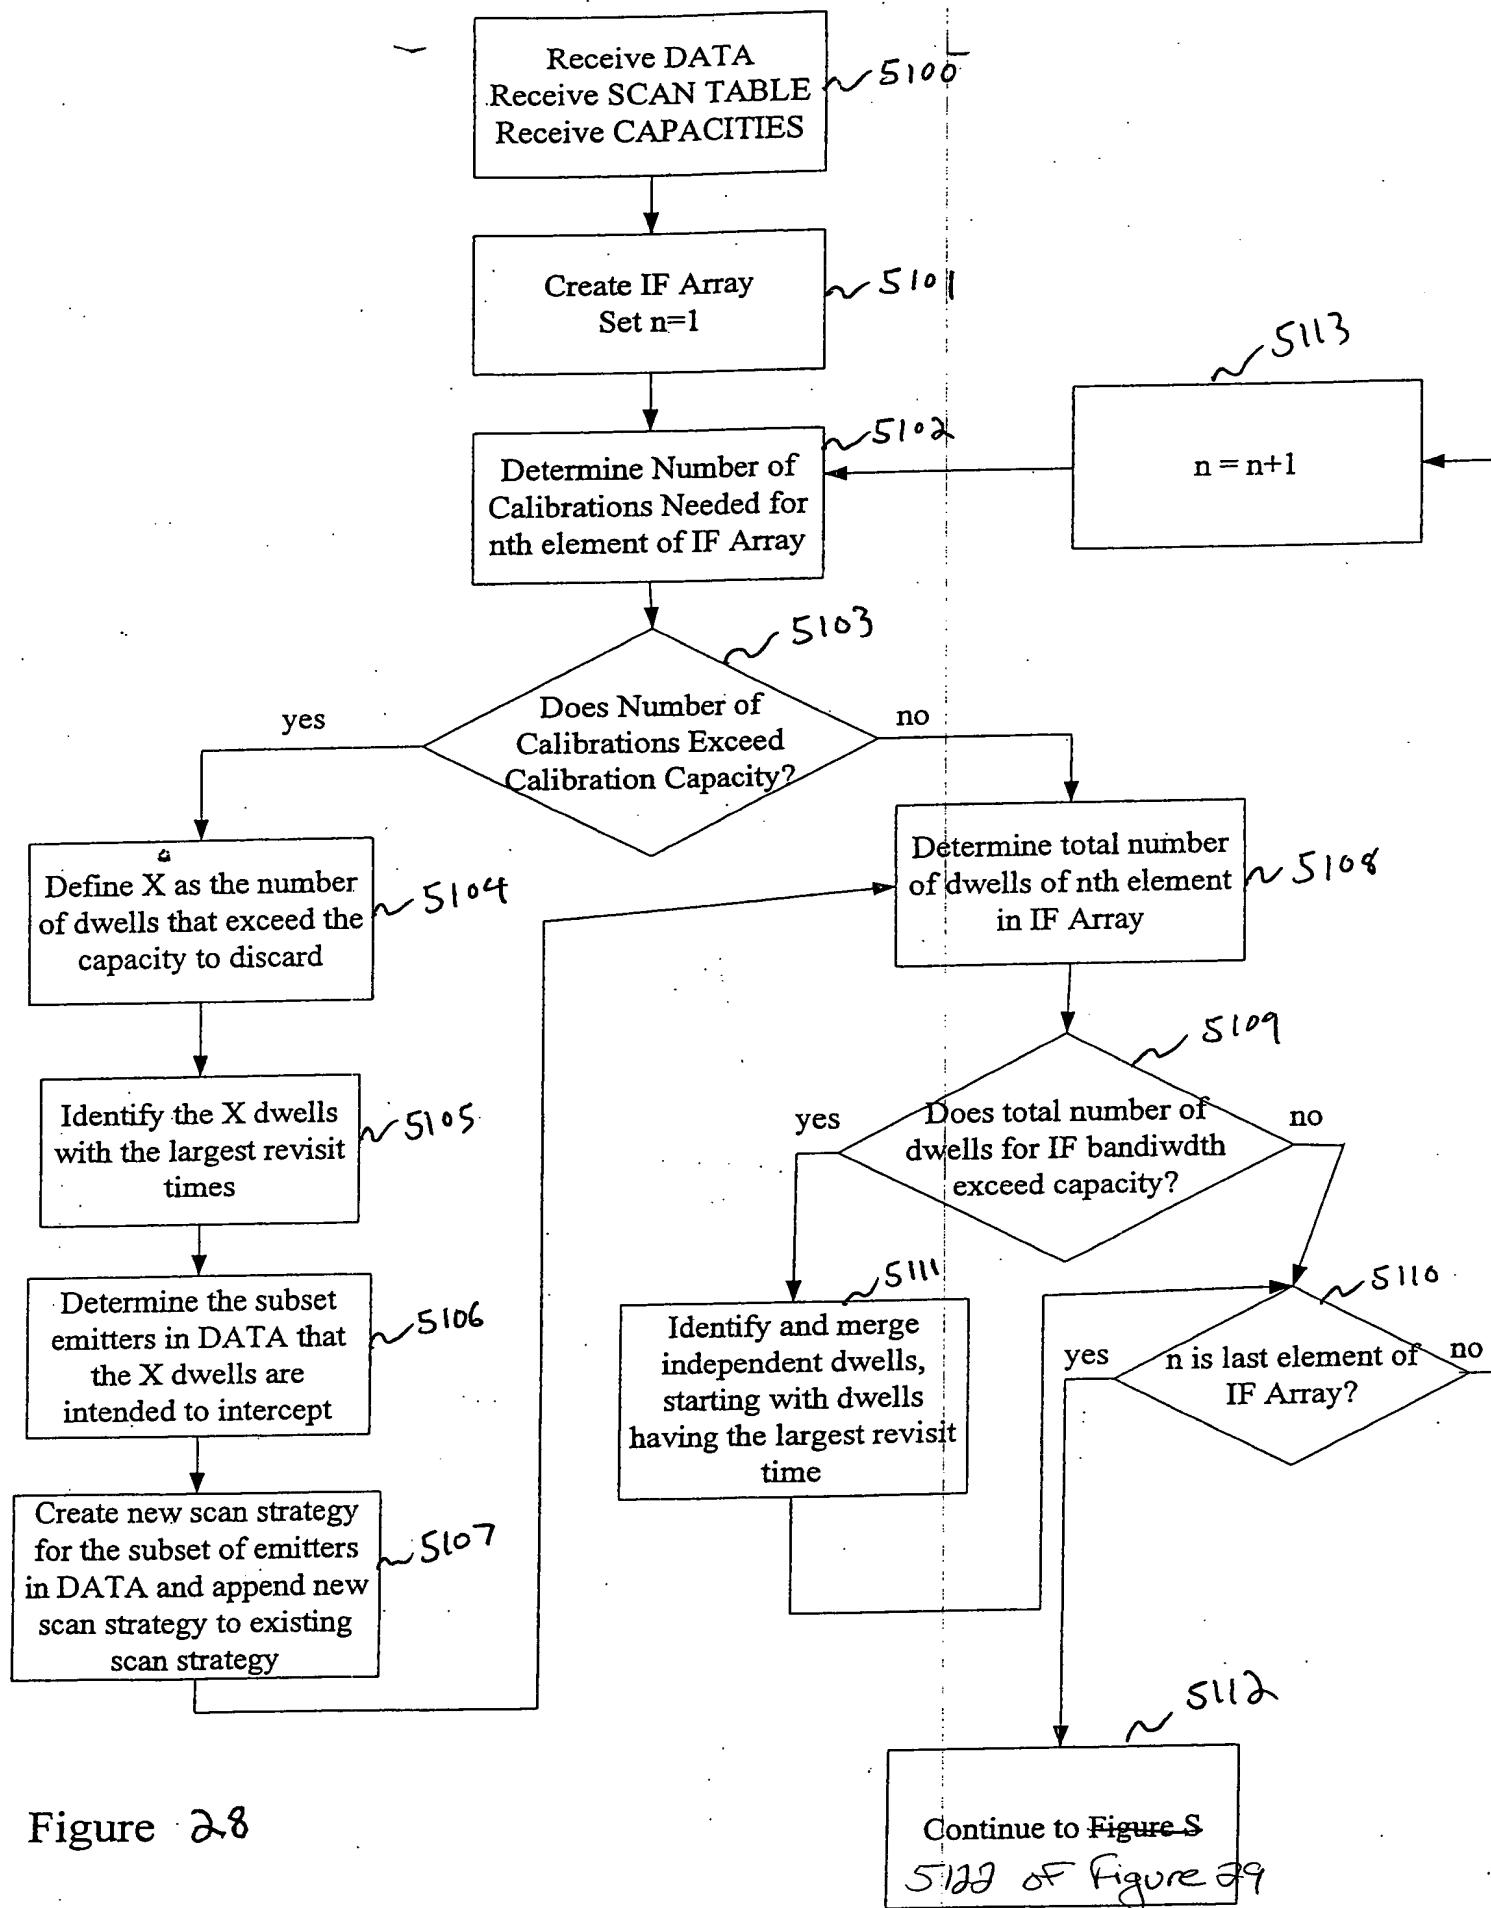 Receive DATA
Receive SCAN TABLE
Receive CAPACITIES
5100
Create IF Array
Set n=1
5101
5113
n = n+1
5102
Determine Number of
Calibrations Needed for
nth element of IF Array
5103
Does Number of
Calibrations Exceed
Calibration Capacity?
yes
no
Define X as the number
of dwells that exceed the
capacity to discard
5104
Determine total number
of dwells of nth element
in IF Array
5108
Identify the X dwells
with the largest revisit
times
5105
5109
Does total number of
dwells for IF bandiwdth
exceed capacity?
yes
no
Determine the subset
emitters in DATA that
the X dwells are
intended to intercept
5106
5111
Identify and merge
independent dwells,
starting with dwells
having the largest revisit
time
5110
n is last element of
IF Array?
yes
no
Create new scan strategy
for the subset of emitters
in DATA and append new
scan strategy to existing
scan strategy
5107
5112
Continue to Figure S
5122 of Figure 29
Figure 28